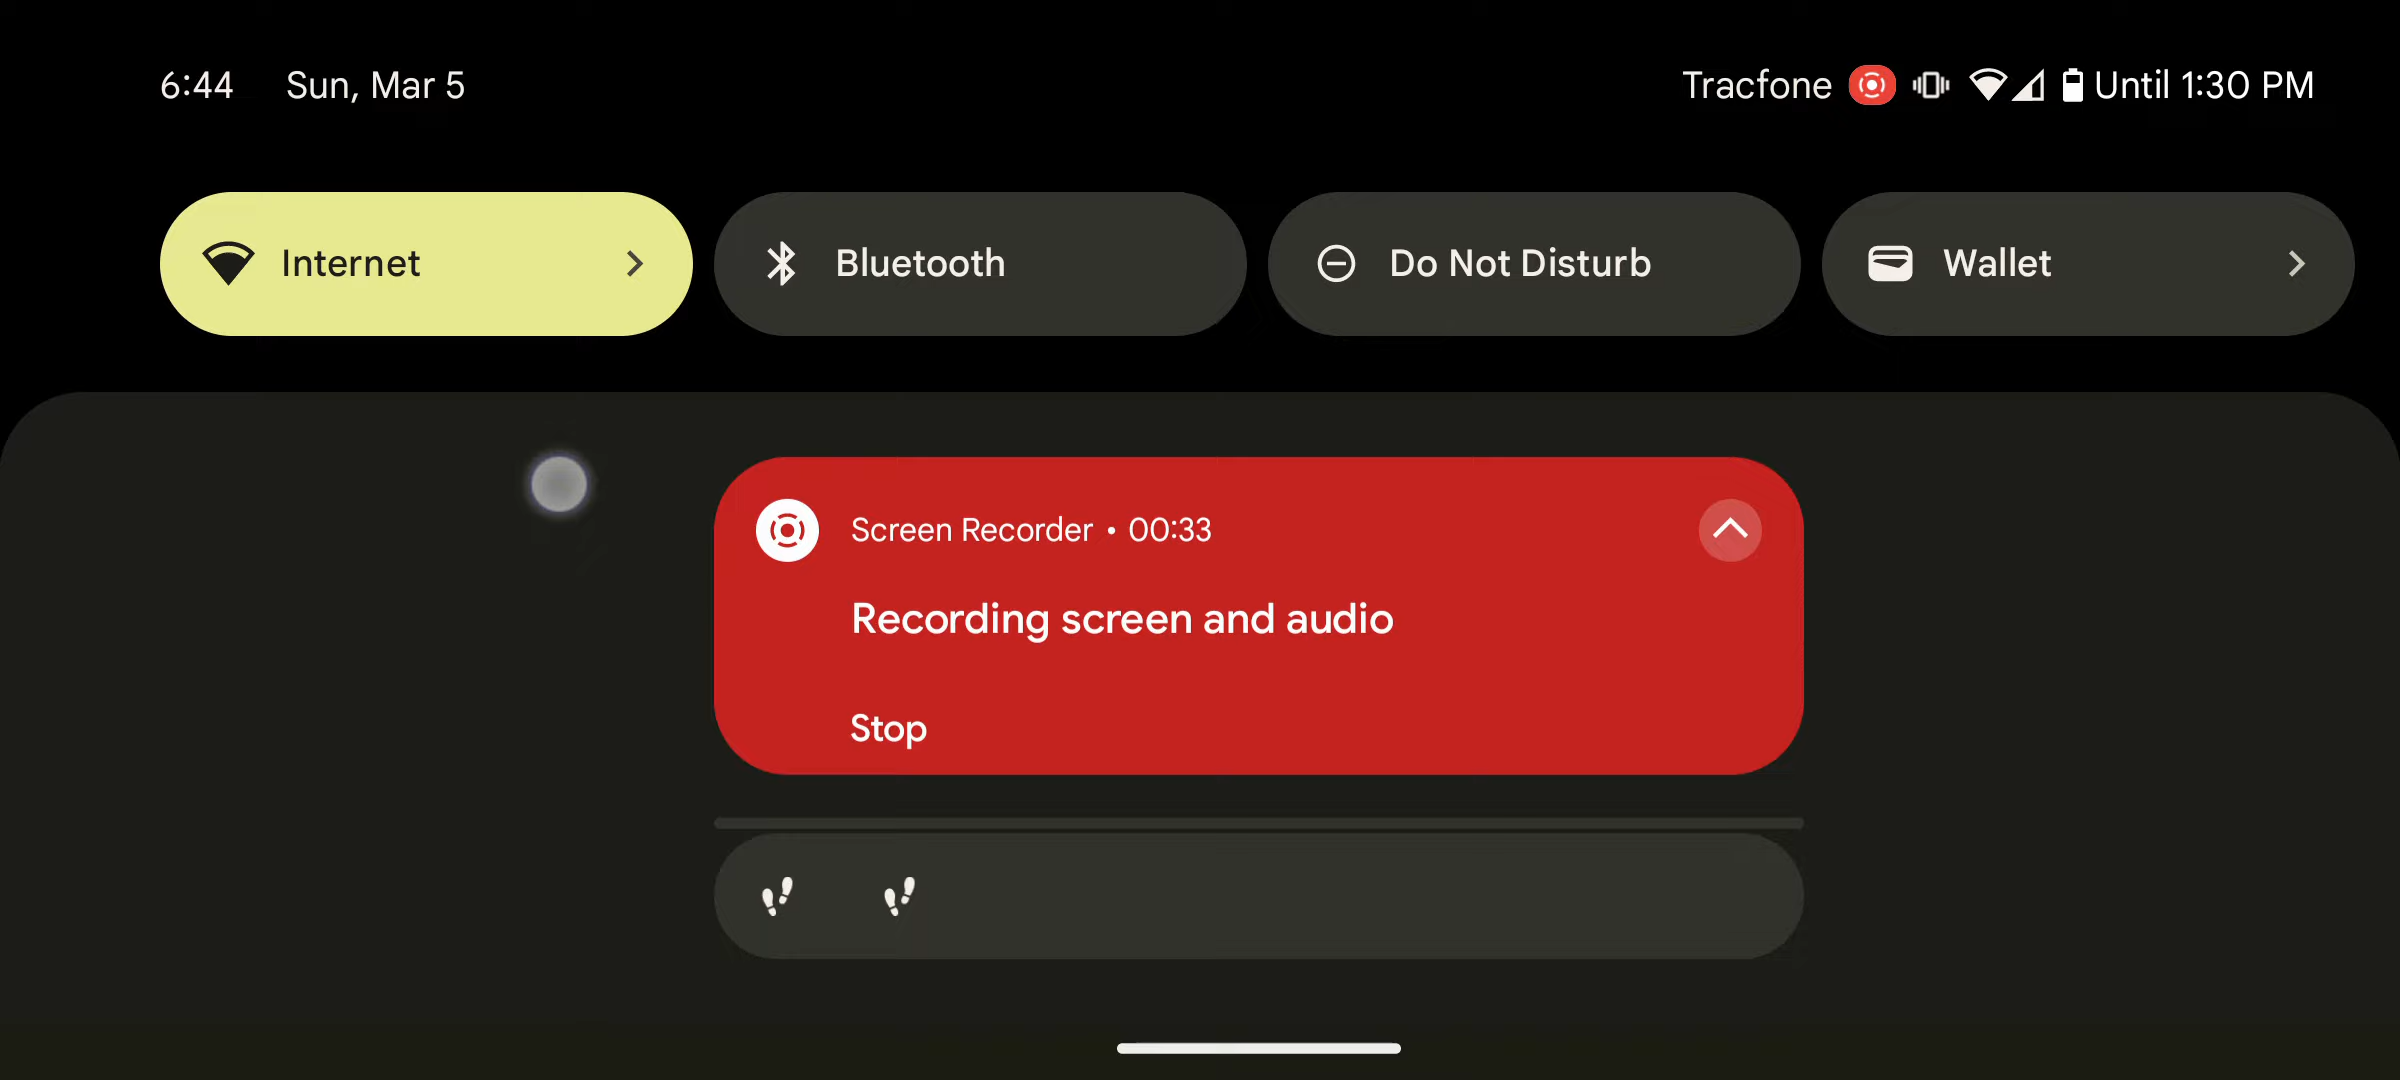 6:44 Sun, Mar 5 Tracfone Until 1:30 PM
Internet Bluetooth Do Not Disturb Wallet
Screen Recorder • 00:33
Recording screen and audio
Stop